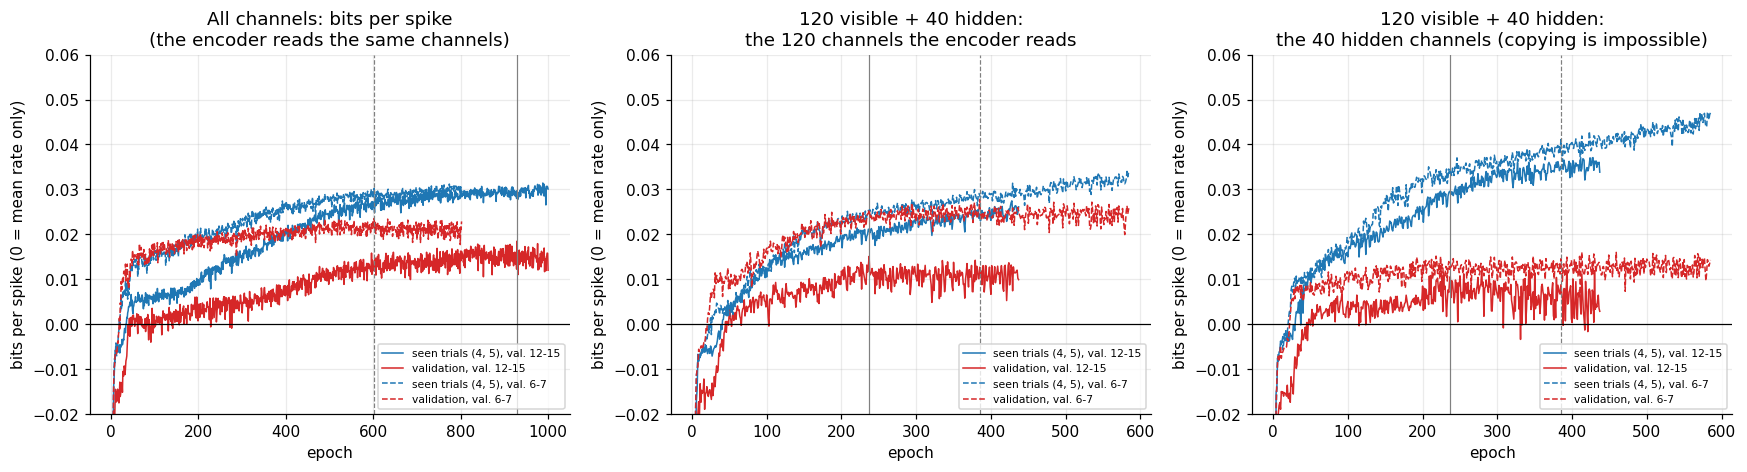 All channels: bits per spike
(the encoder reads the same channels)
bits per spike (0 = mean rate only)
0.06
0.05
0.04
0.03
0.02
0.01
0.00
−0.01
−0.02
0
200
400
600
800
1000
epoch
seen trials (4, 5), val. 12-15
validation, val. 12-15
seen trials (4, 5), val. 6-7
validation, val. 6-7
120 visible + 40 hidden:
the 120 channels the encoder reads
bits per spike (0 = mean rate only)
0.06
0.05
0.04
0.03
0.02
0.01
0.00
−0.01
−0.02
0
100
200
300
400
500
600
epoch
seen trials (4, 5), val. 12-15
validation, val. 12-15
seen trials (4, 5), val. 6-7
validation, val. 6-7
120 visible + 40 hidden:
the 40 hidden channels (copying is impossible)
bits per spike (0 = mean rate only)
0.06
0.05
0.04
0.03
0.02
0.01
0.00
−0.01
−0.02
0
100
200
300
400
500
600
epoch
seen trials (4, 5), val. 12-15
validation, val. 12-15
seen trials (4, 5), val. 6-7
validation, val. 6-7